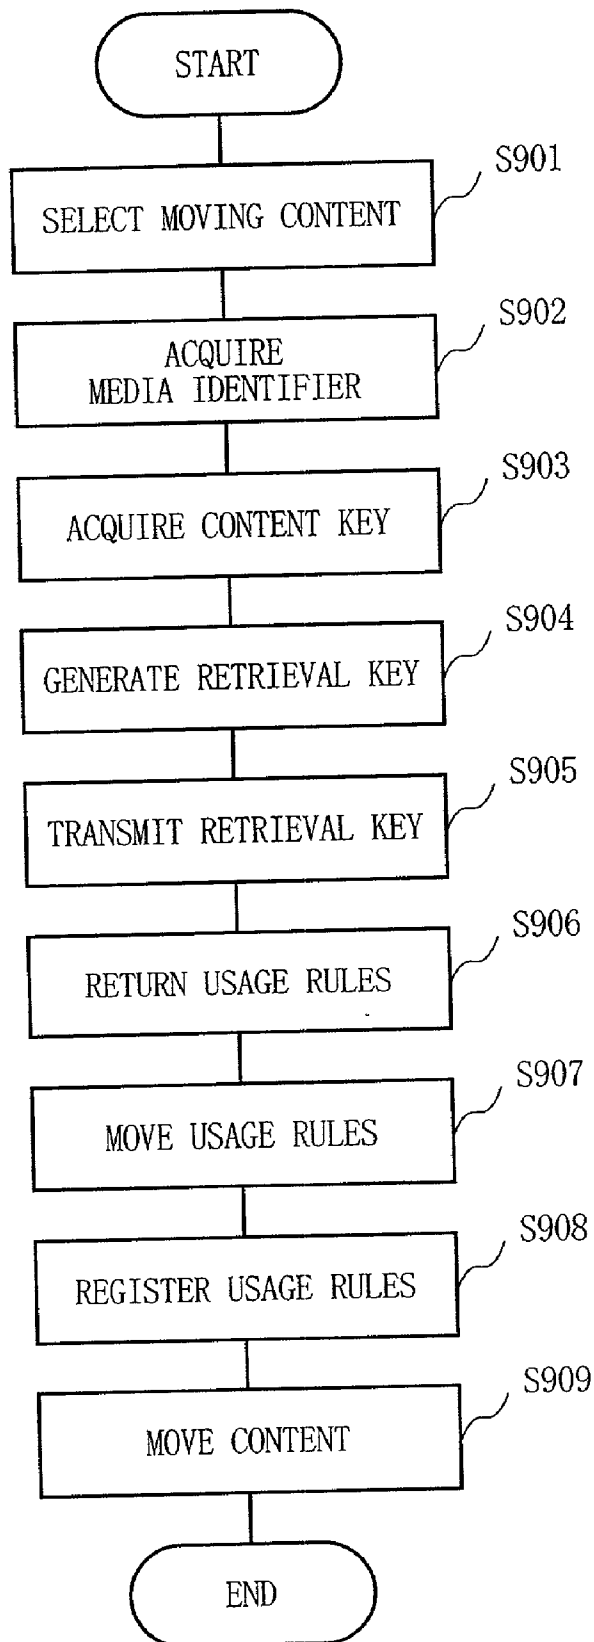 START
S901
SELECT MOVING CONTENT
S902
ACQUIRE
MEDIA IDENTIFIER
S903
ACQUIRE CONTENT KEY
S904
GENERATE RETRIEVAL KEY
S905
TRANSMIT RETRIEVAL KEY
S906
RETURN USAGE RULES
S907
MOVE USAGE RULES
S908
REGISTER USAGE RULES
S909
MOVE CONTENT
END